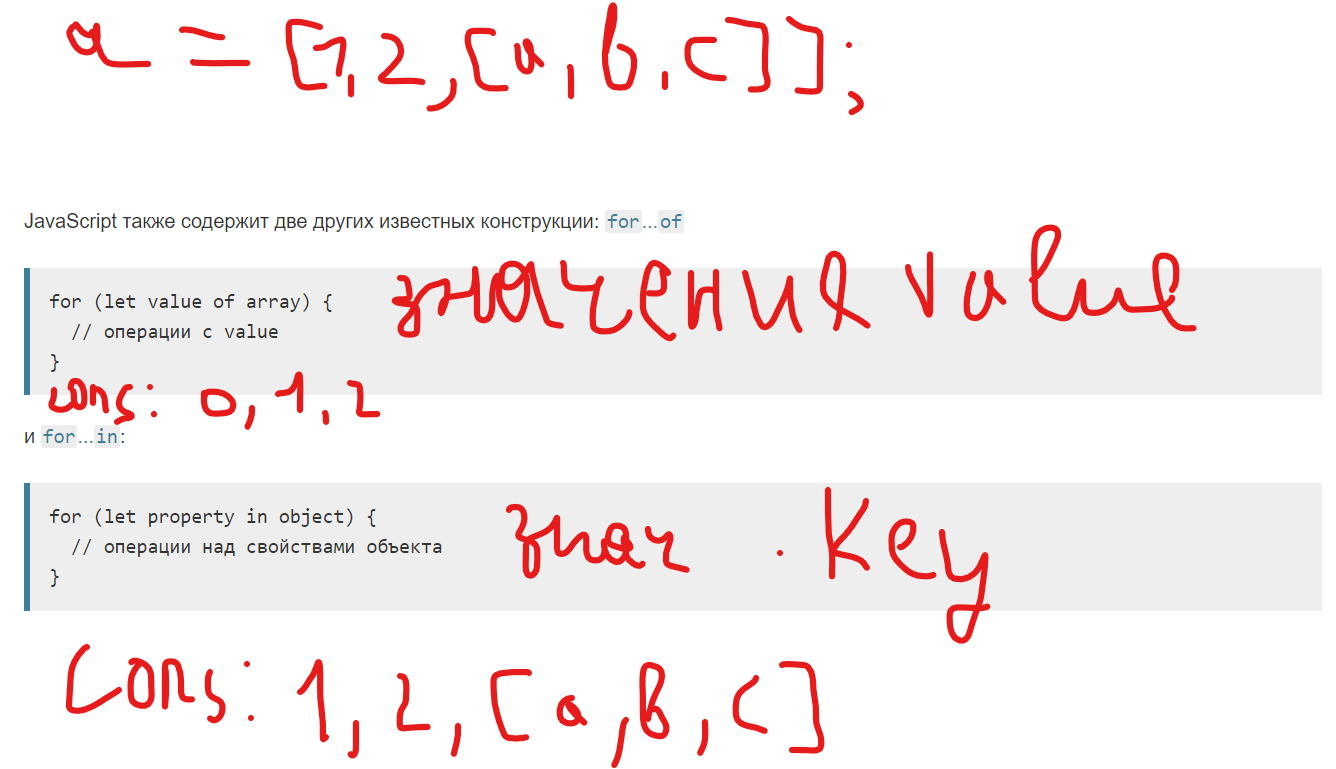 a = [1,2,[a,b,c]];
JavaScript также содержит две других известных конструкции: for...of
for (let value of array) {
// операции с value
}
значения value
cons: 0,1,2
и for...in:
for (let property in object) {
// операции над свойствами объекта
}
знач . Key
Cons: 1,2,[a,b,c]